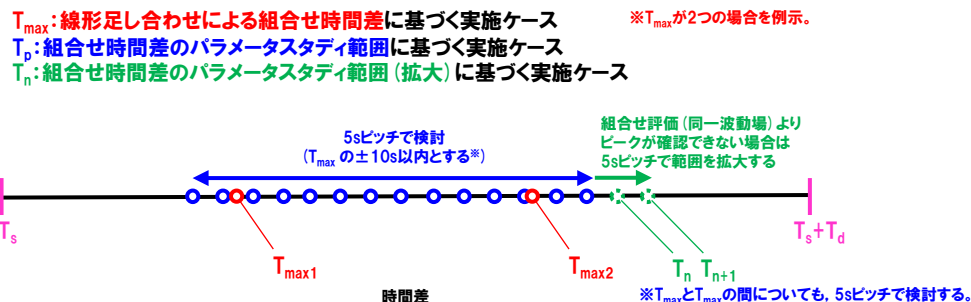 Tmax:線形足し合わせによる組合せ時間差に基づく実施ケース
※Tmaxが2つの場合を例示。
Tp:組合せ時間差のパラメータスタディ範囲に基づく実施ケース
Tn:組合せ時間差のパラメータスタディ範囲(拡大)に基づく実施ケース
5sピッチで検討
(Tmax の±10s以内とする※)
組合せ評価(同一波動場)より
ピークが確認できない場合は
5sピッチで範囲を拡大する
Ts
Ts+Td
Tmax1
Tmax2
Tn
Tn+1
時間差
※TmaxとTmaxの間についても,5sピッチで検討する。